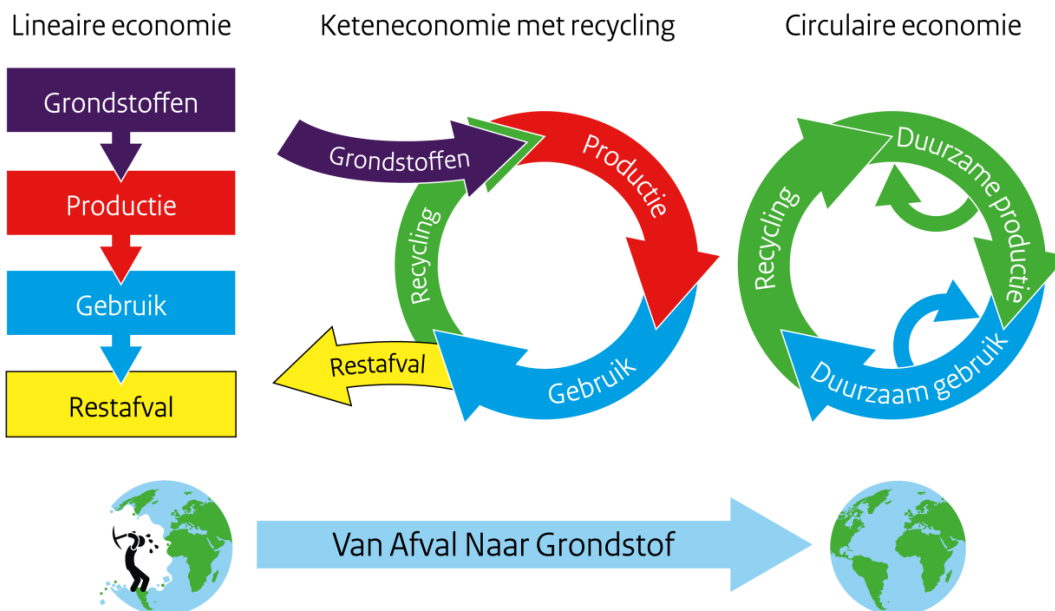 Lineaire economie
Keteneconomie met recycling
Circulaire economie
Grondstoffen
Productie
Gebruik
Restafval
Grondstoffen
Productie
Recycling
Restafval
Gebruik
Duurzame productie
Recycling
Duurzaam gebruik
Van Afval Naar Grondstof